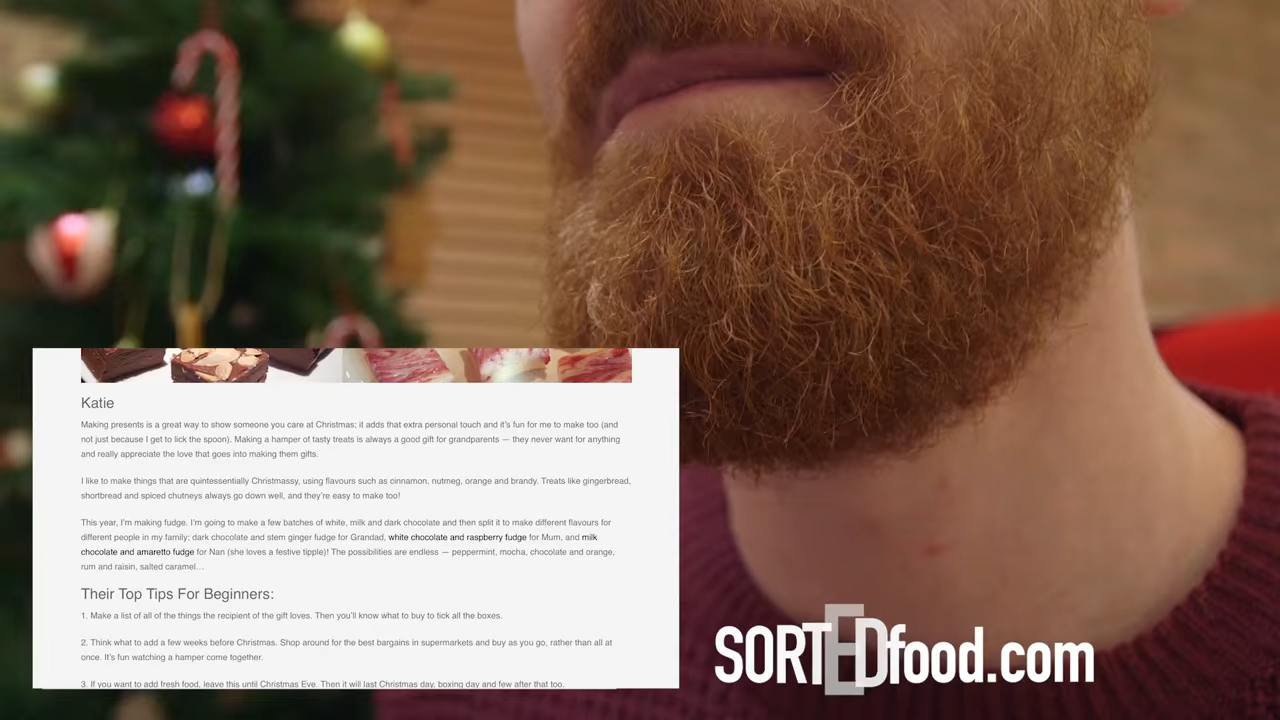 Katie
Making presents is a great way to show someone you care at Christmas; it adds that extra personal touch and it's fun for me to make too (and
not just because I get to lick the spoon). Making a hamper of tasty treats is always a good gift for grandparents — they never want for anything
and really appreciate the love that goes into making them gifts.
I like to make things that are quintessentially Christmassy, using flavours such as cinnamon, nutmeg, orange and brandy. Treats like gingerbread,
shortbread and spiced chutneys always go down well, and they're easy to make too!
This year, I'm making fudge. I'm going to make a few batches of white, milk and dark chocolate and then split it to make different flavours for
different people in my family; dark chocolate and stem ginger fudge for Grandad, white chocolate and raspberry fudge for Mum, and milk
chocolate and amaretto fudge for Nan (she loves a festive tipple)! The possibilities are endless — peppermint, mocha, chocolate and orange,
rum and raisin, salted caramel…
Their Top Tips For Beginners:
1. Make a list of all of the things the recipient of the gift loves. Then you'll know what to buy to tick all the boxes.
2. Think what to add a few weeks before Christmas. Shop around for the best bargains in supermarkets and buy as you go, rather than all at
once. It's fun watching a hamper come together.
3. If you want to add fresh food, leave this until Christmas Eve. Then it will last Christmas day, boxing day and few after that too.
SORTEDfood.com